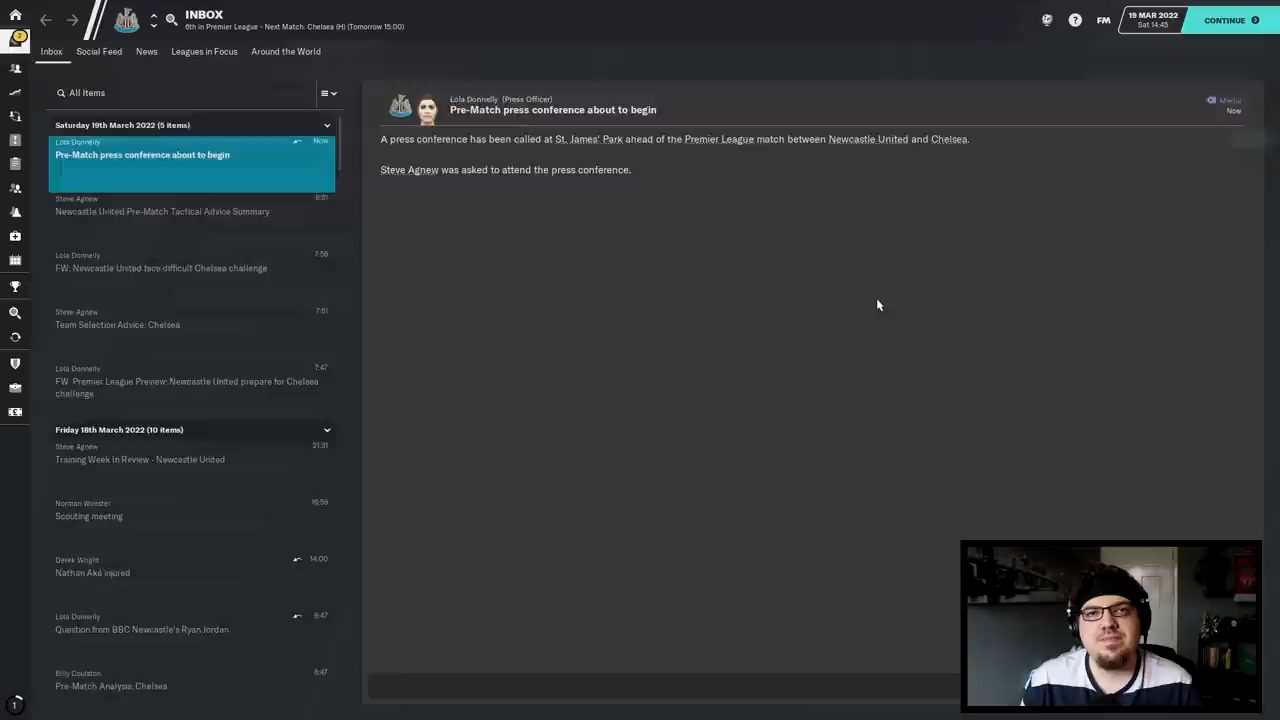 INBOX
6th in Premier League - Next Match: Chelsea (H) (Tomorrow 15:00)
2
?
FM
19 MAR 2022
Sat 14:45
CONTINUE
Inbox
Social Feed
News
Leagues in Focus
Around the World
All Items
Saturday 19th March 2022 (5 items)
Lola Donnelly
Now
Pre-Match press conference about to begin
Steve Agnew
8:51
Newcastle United Pre-Match Tactical Advice Summary
Lola Donnelly
7:56
FW: Newcastle United face difficult Chelsea challenge
Steve Agnew
7:51
Team Selection Advice: Chelsea
Lola Donnelly
7:47
FW: Premier League Preview: Newcastle United prepare for Chelsea
challenge
Friday 18th March 2022 (10 items)
Steve Agnew
21:31
Training Week In Review - Newcastle United
Norman Wooster
Scouting meeting
Derek Wright
14:00
Nathan Aké injured
Lola Donnelly
Question from BBC Newcastle's Ryan Jordan
Billy Coulston
Pre-Match Analysis: Chelsea
Lola Donnelly (Press Officer)
Pre-Match press conference about to begin
Media
Now
A press conference has been called at St. James' Park ahead of the Premier League match between Newcastle United and Chelsea.
Steve Agnew was asked to attend the press conference.
1